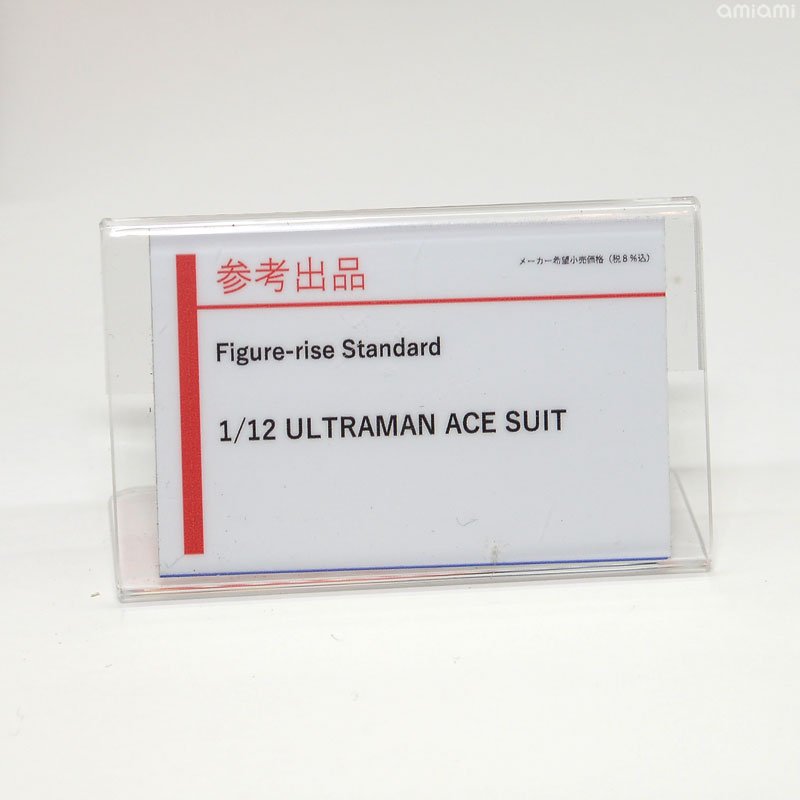 amiami
参考出品
メーカー希望小売価格（税8％込）
Figure-rise Standard
1/12 ULTRAMAN ACE SUIT